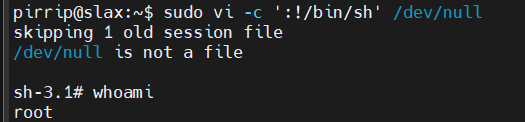 pirrip@slax:~$ sudo vi -c ':!/bin/sh' /dev/null
skipping 1 old session file
/dev/null is not a file
sh-3.1# whoami
root